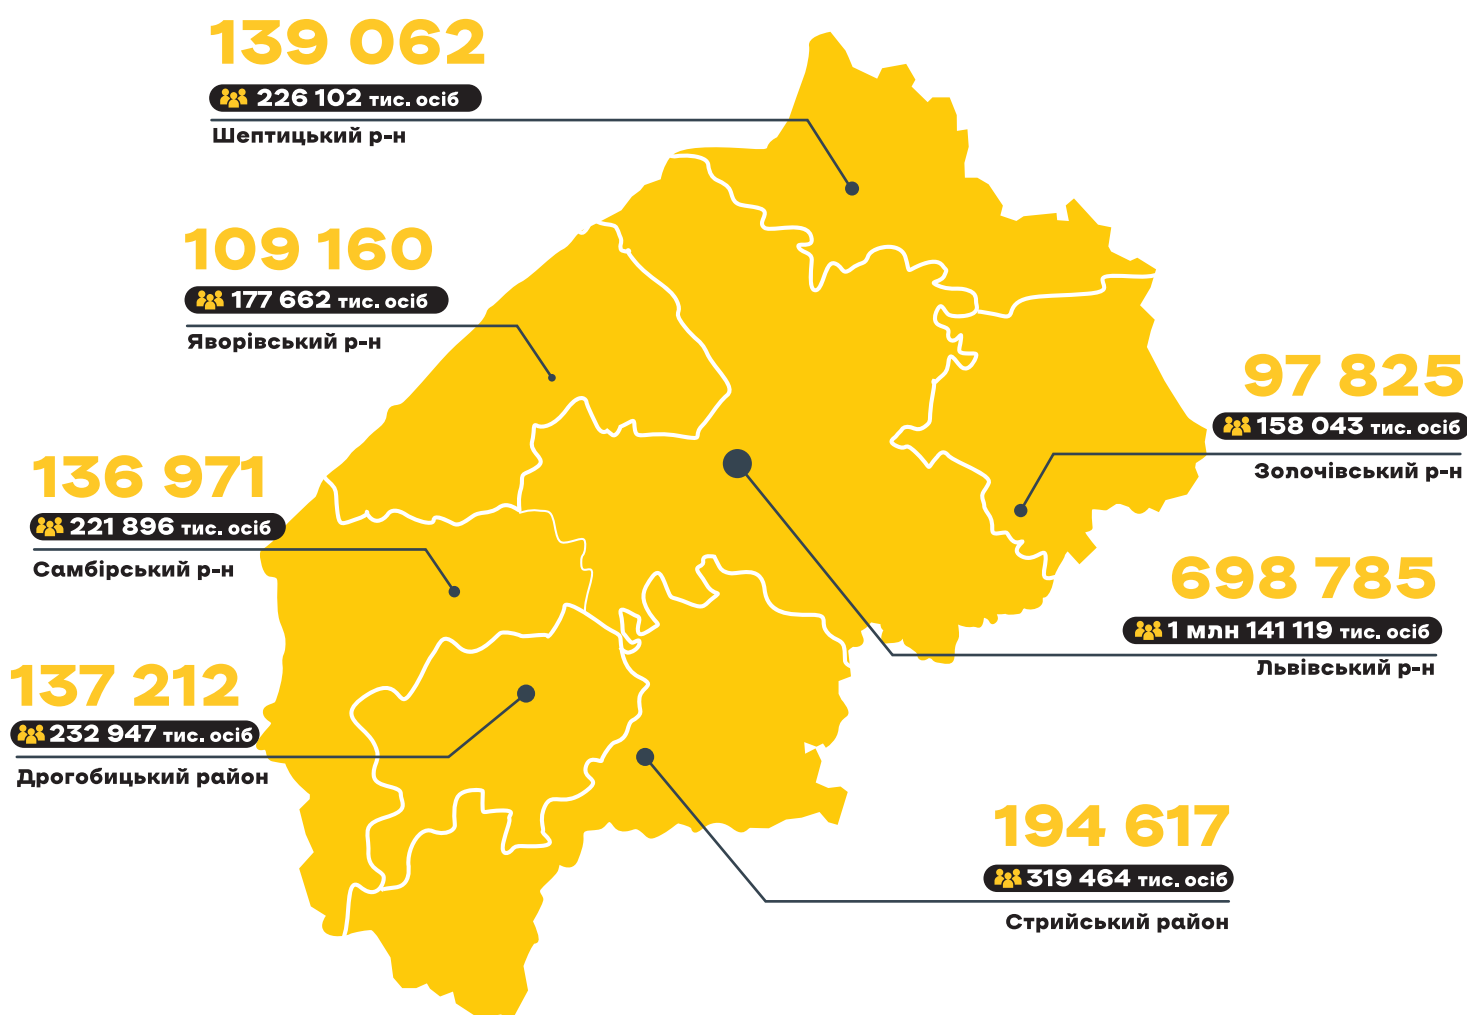 139 062
226 102 тис. осіб
Шептицький р-н
109 160
177 662 тис. осіб
Яворівський р-н
97 825
158 043 тис. осіб
Золочівський р-н
136 971
221 896 тис. осіб
Самбірський р-н
698 785
1 млн 141 119 тис. осіб
Львівський р-н
137 212
232 947 тис. осіб
Дрогобицький район
194 617
319 464 тис. осіб
Стрийський район